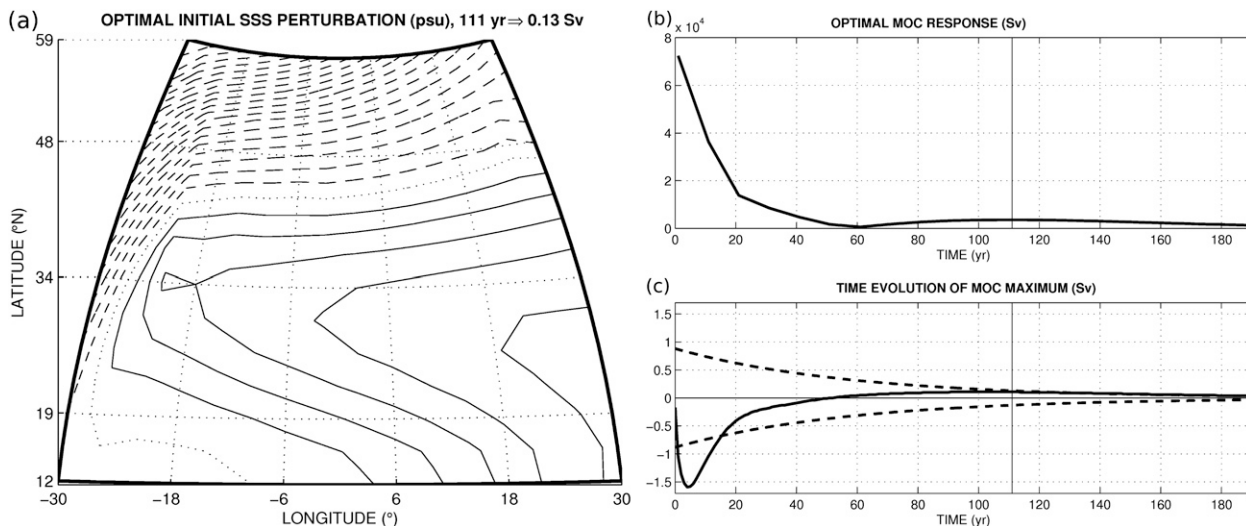 (a)
OPTIMAL INITIAL SSS PERTURBATION (psu), 111 yr⇒ 0.13 Sv
59
48
34
19
12
LATITUDE (°N)
−30 −18 −6 6 18 30
LONGITUDE (°)
(b)
OPTIMAL MOC RESPONSE (Sv)
x 10⁴
8
6
4
2
0
0 20 40 60 80 100 120 140 160 180
TIME (yr)
(c)
TIME EVOLUTION OF MOC MAXIMUM (Sv)
1.5
1
0.5
0
−0.5
−1
−1.5
0 20 40 60 80 100 120 140 160 180
TIME (yr)